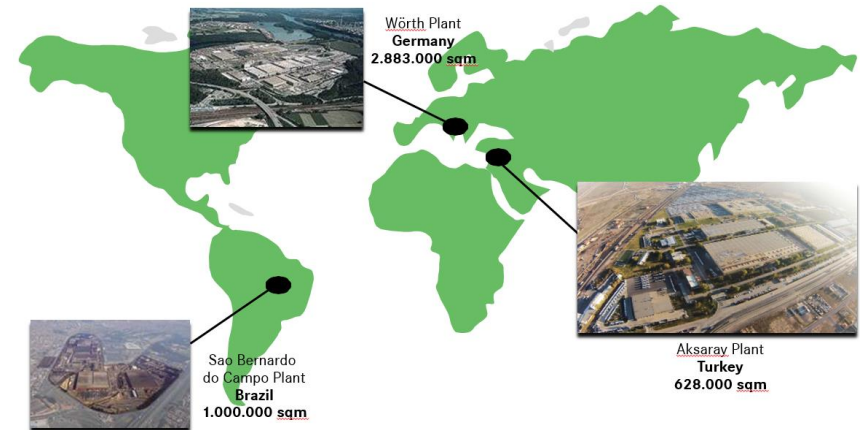 Wörth Plant
Germany
2.883.000 sqm
Sao Bernardo
do Campo Plant
Brazil
1.000.000 sqm
Aksaray Plant
Turkey
628.000 sqm